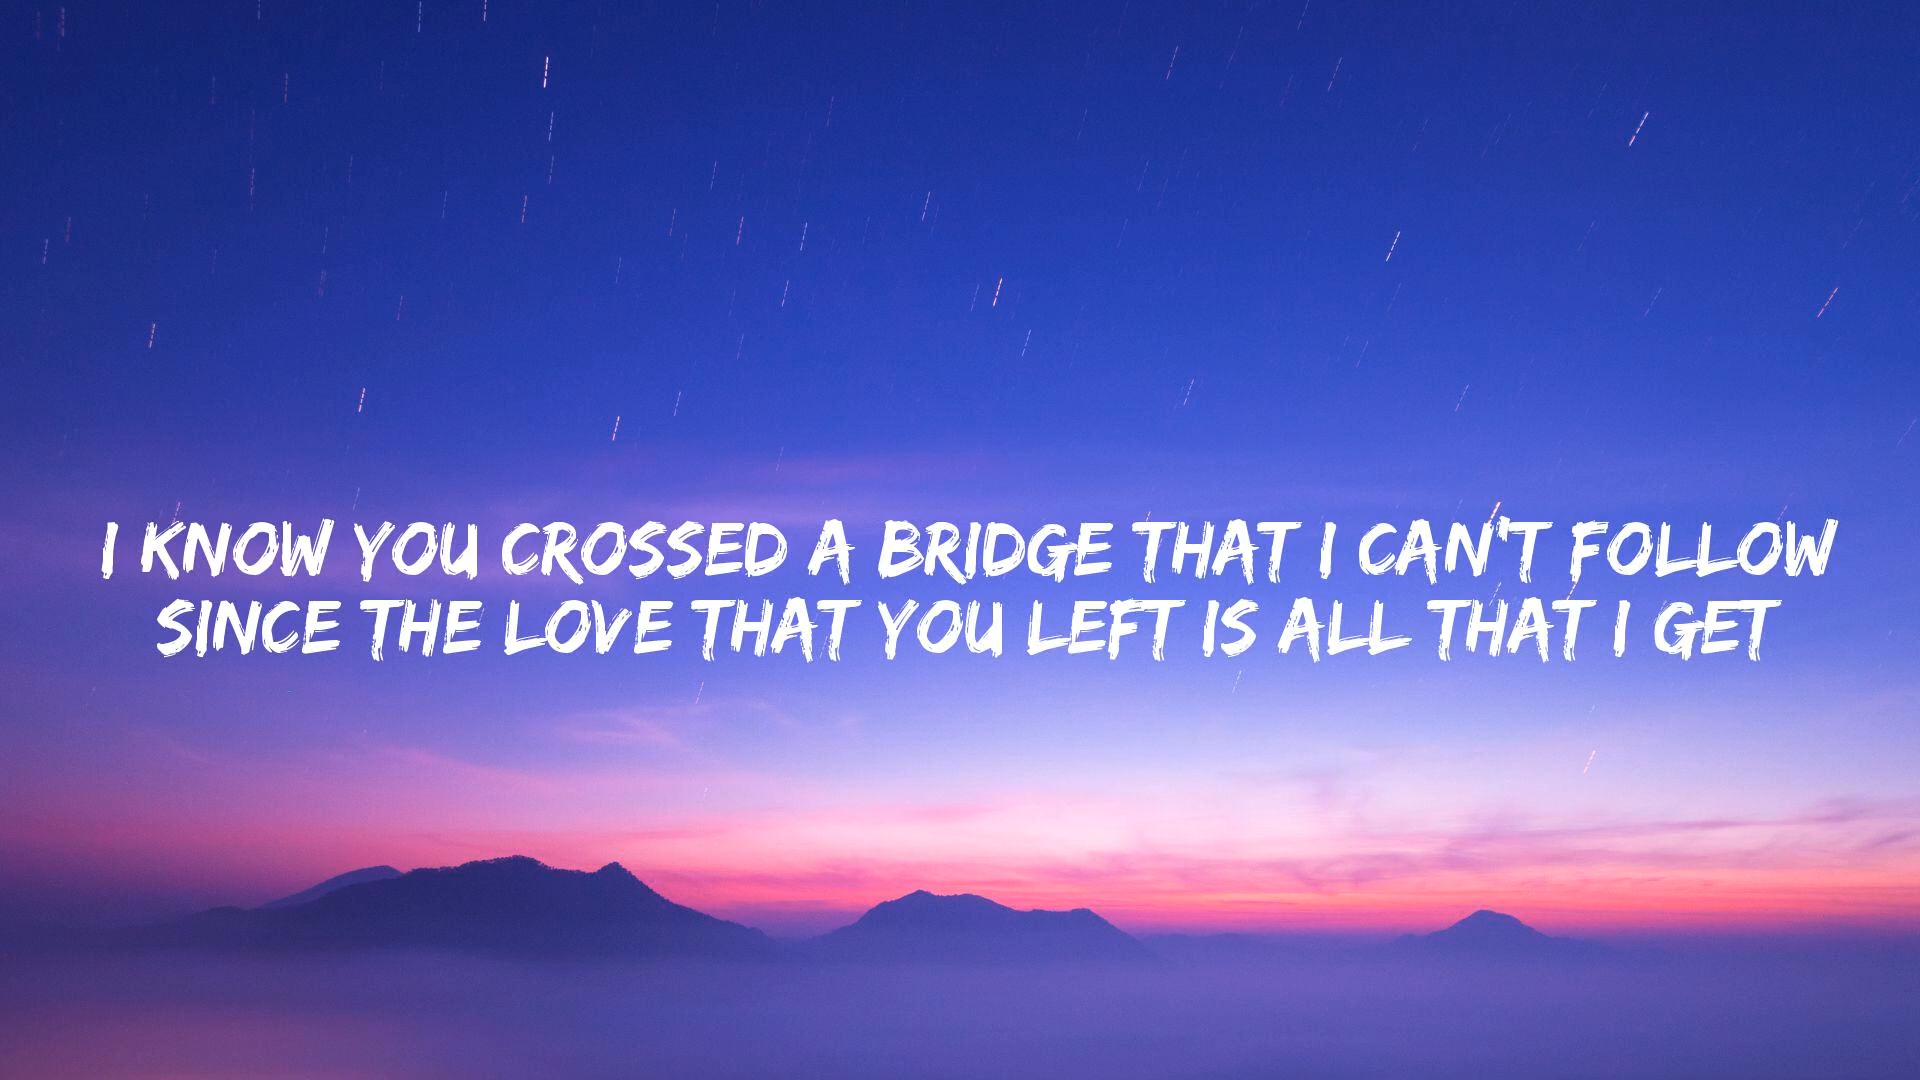 I KNOW YOU CROSSED A BRIDGE THAT I CAN'T FOLLOW
SINCE THE LOVE THAT YOU LEFT IS ALL THAT I GET